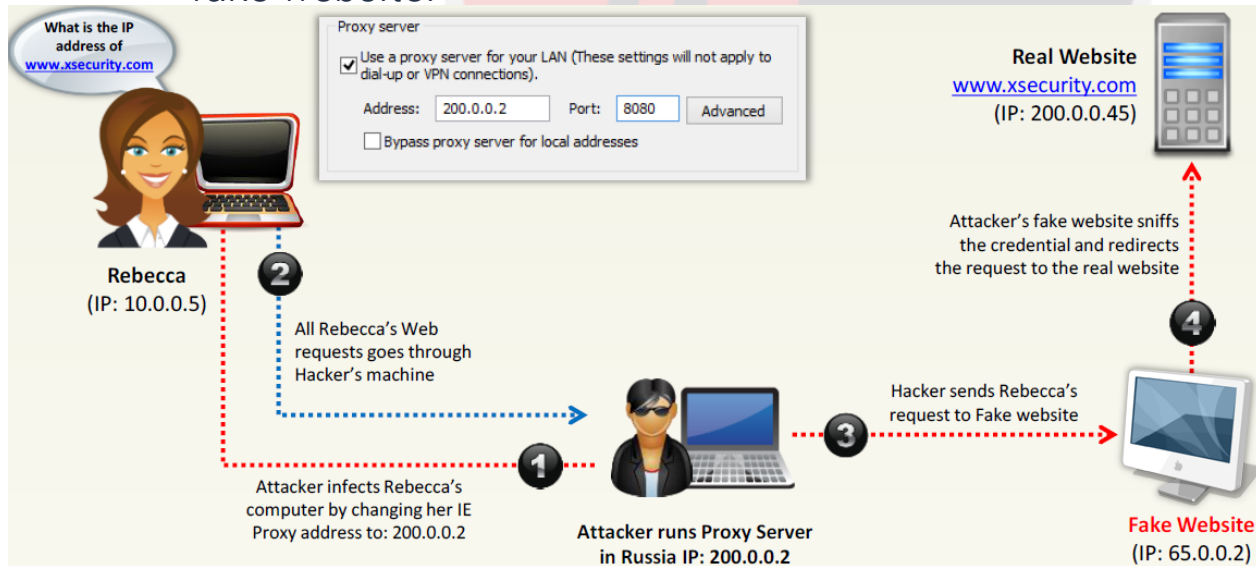 fake website.
What is the IP
address of
www.xsecurity.com
Proxy server
Use a proxy server for your LAN (These settings will not apply to
dial-up or VPN connections).
Address: 200.0.0.2 Port: 8080 Advanced
Bypass proxy server for local addresses
Real Website
www.xsecurity.com
(IP: 200.0.0.45)
Rebecca
(IP: 10.0.0.5)
2
All Rebecca's Web
requests goes through
Hacker's machine
1
Attacker infects Rebecca's
computer by changing her IE
Proxy address to: 200.0.0.2
Attacker runs Proxy Server
in Russia IP: 200.0.0.2
3
Hacker sends Rebecca's
request to Fake website
Attacker's fake website sniffs
the credential and redirects
the request to the real website
4
Fake Website
(IP: 65.0.0.2)